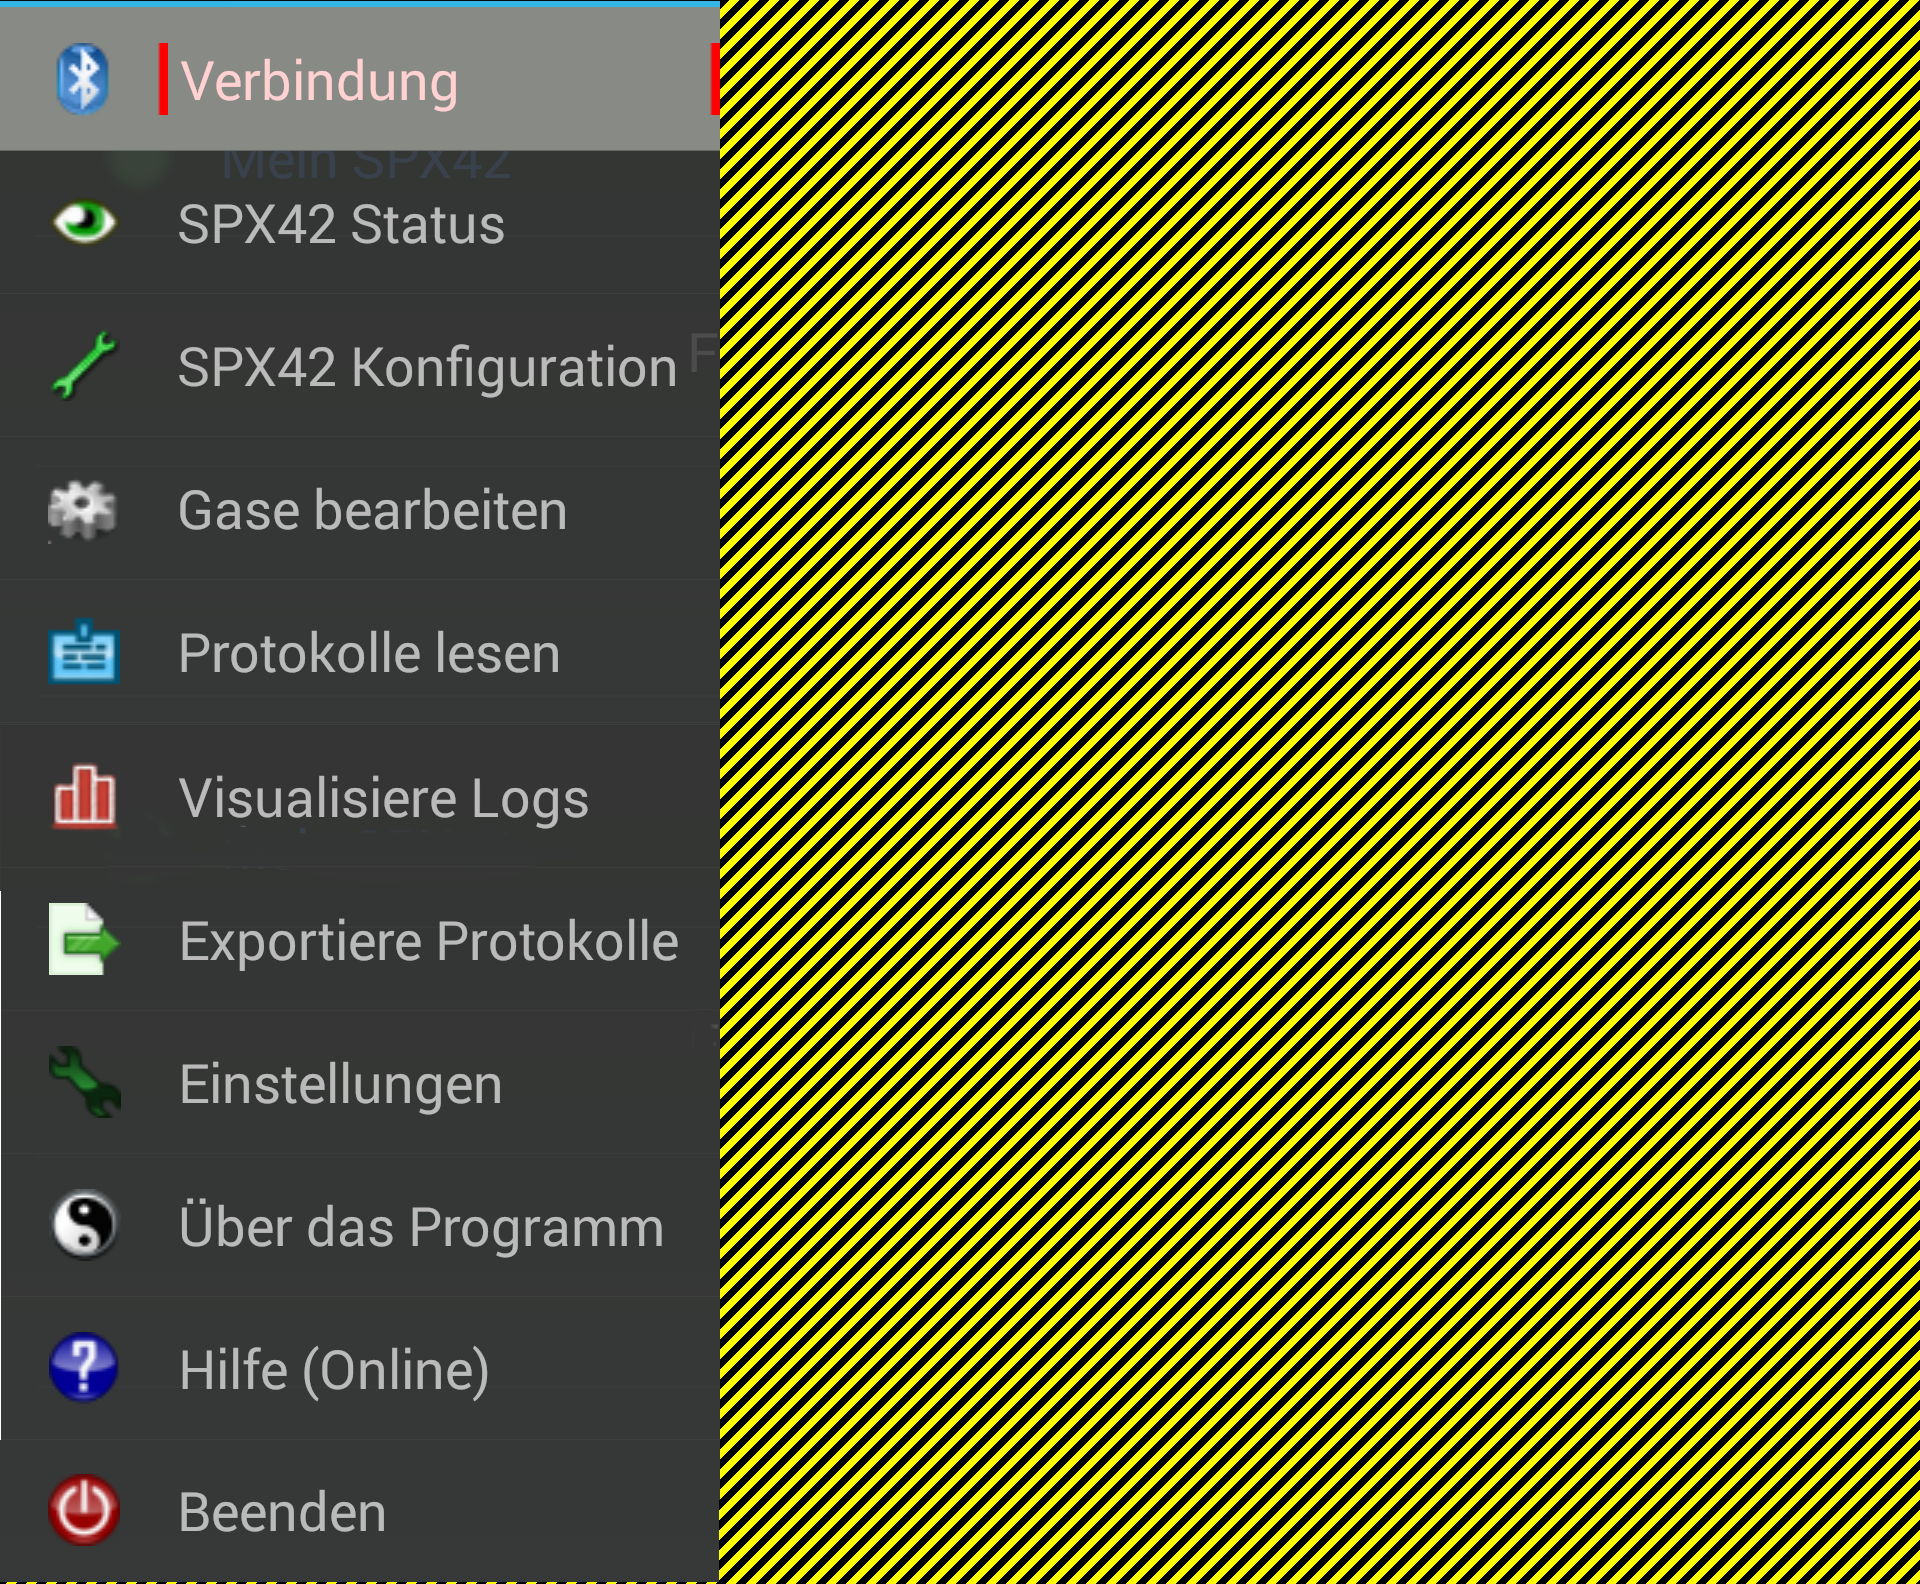 Verbindung
Mein SPX42
SPX42 Status
SPX42 Konfiguration
Gase bearbeiten
Protokolle lesen
Visualisiere Logs
Exportiere Protokolle
Einstellungen
Über das Programm
Hilfe (Online)
Beenden